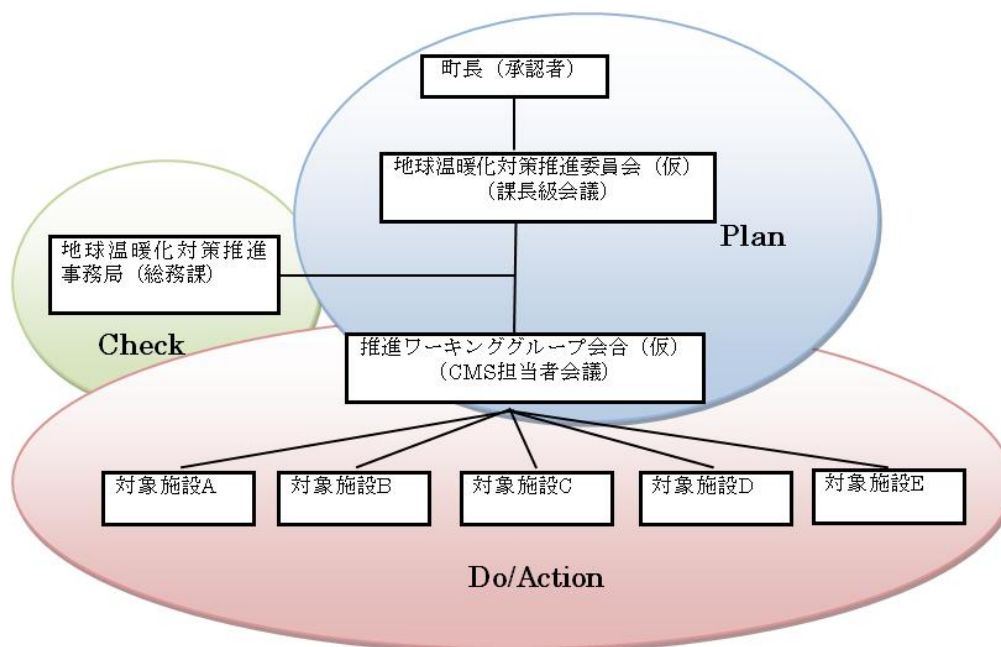 町長（承認者）
地球温暖化対策推進委員会（仮）
（課長級会議）
Plan
地球温暖化対策推進
事務局（総務課）
Check
推進ワーキンググループ会合（仮）
（CMS担当者会議）
対象施設A
対象施設B
対象施設C
対象施設D
対象施設E
Do/Action